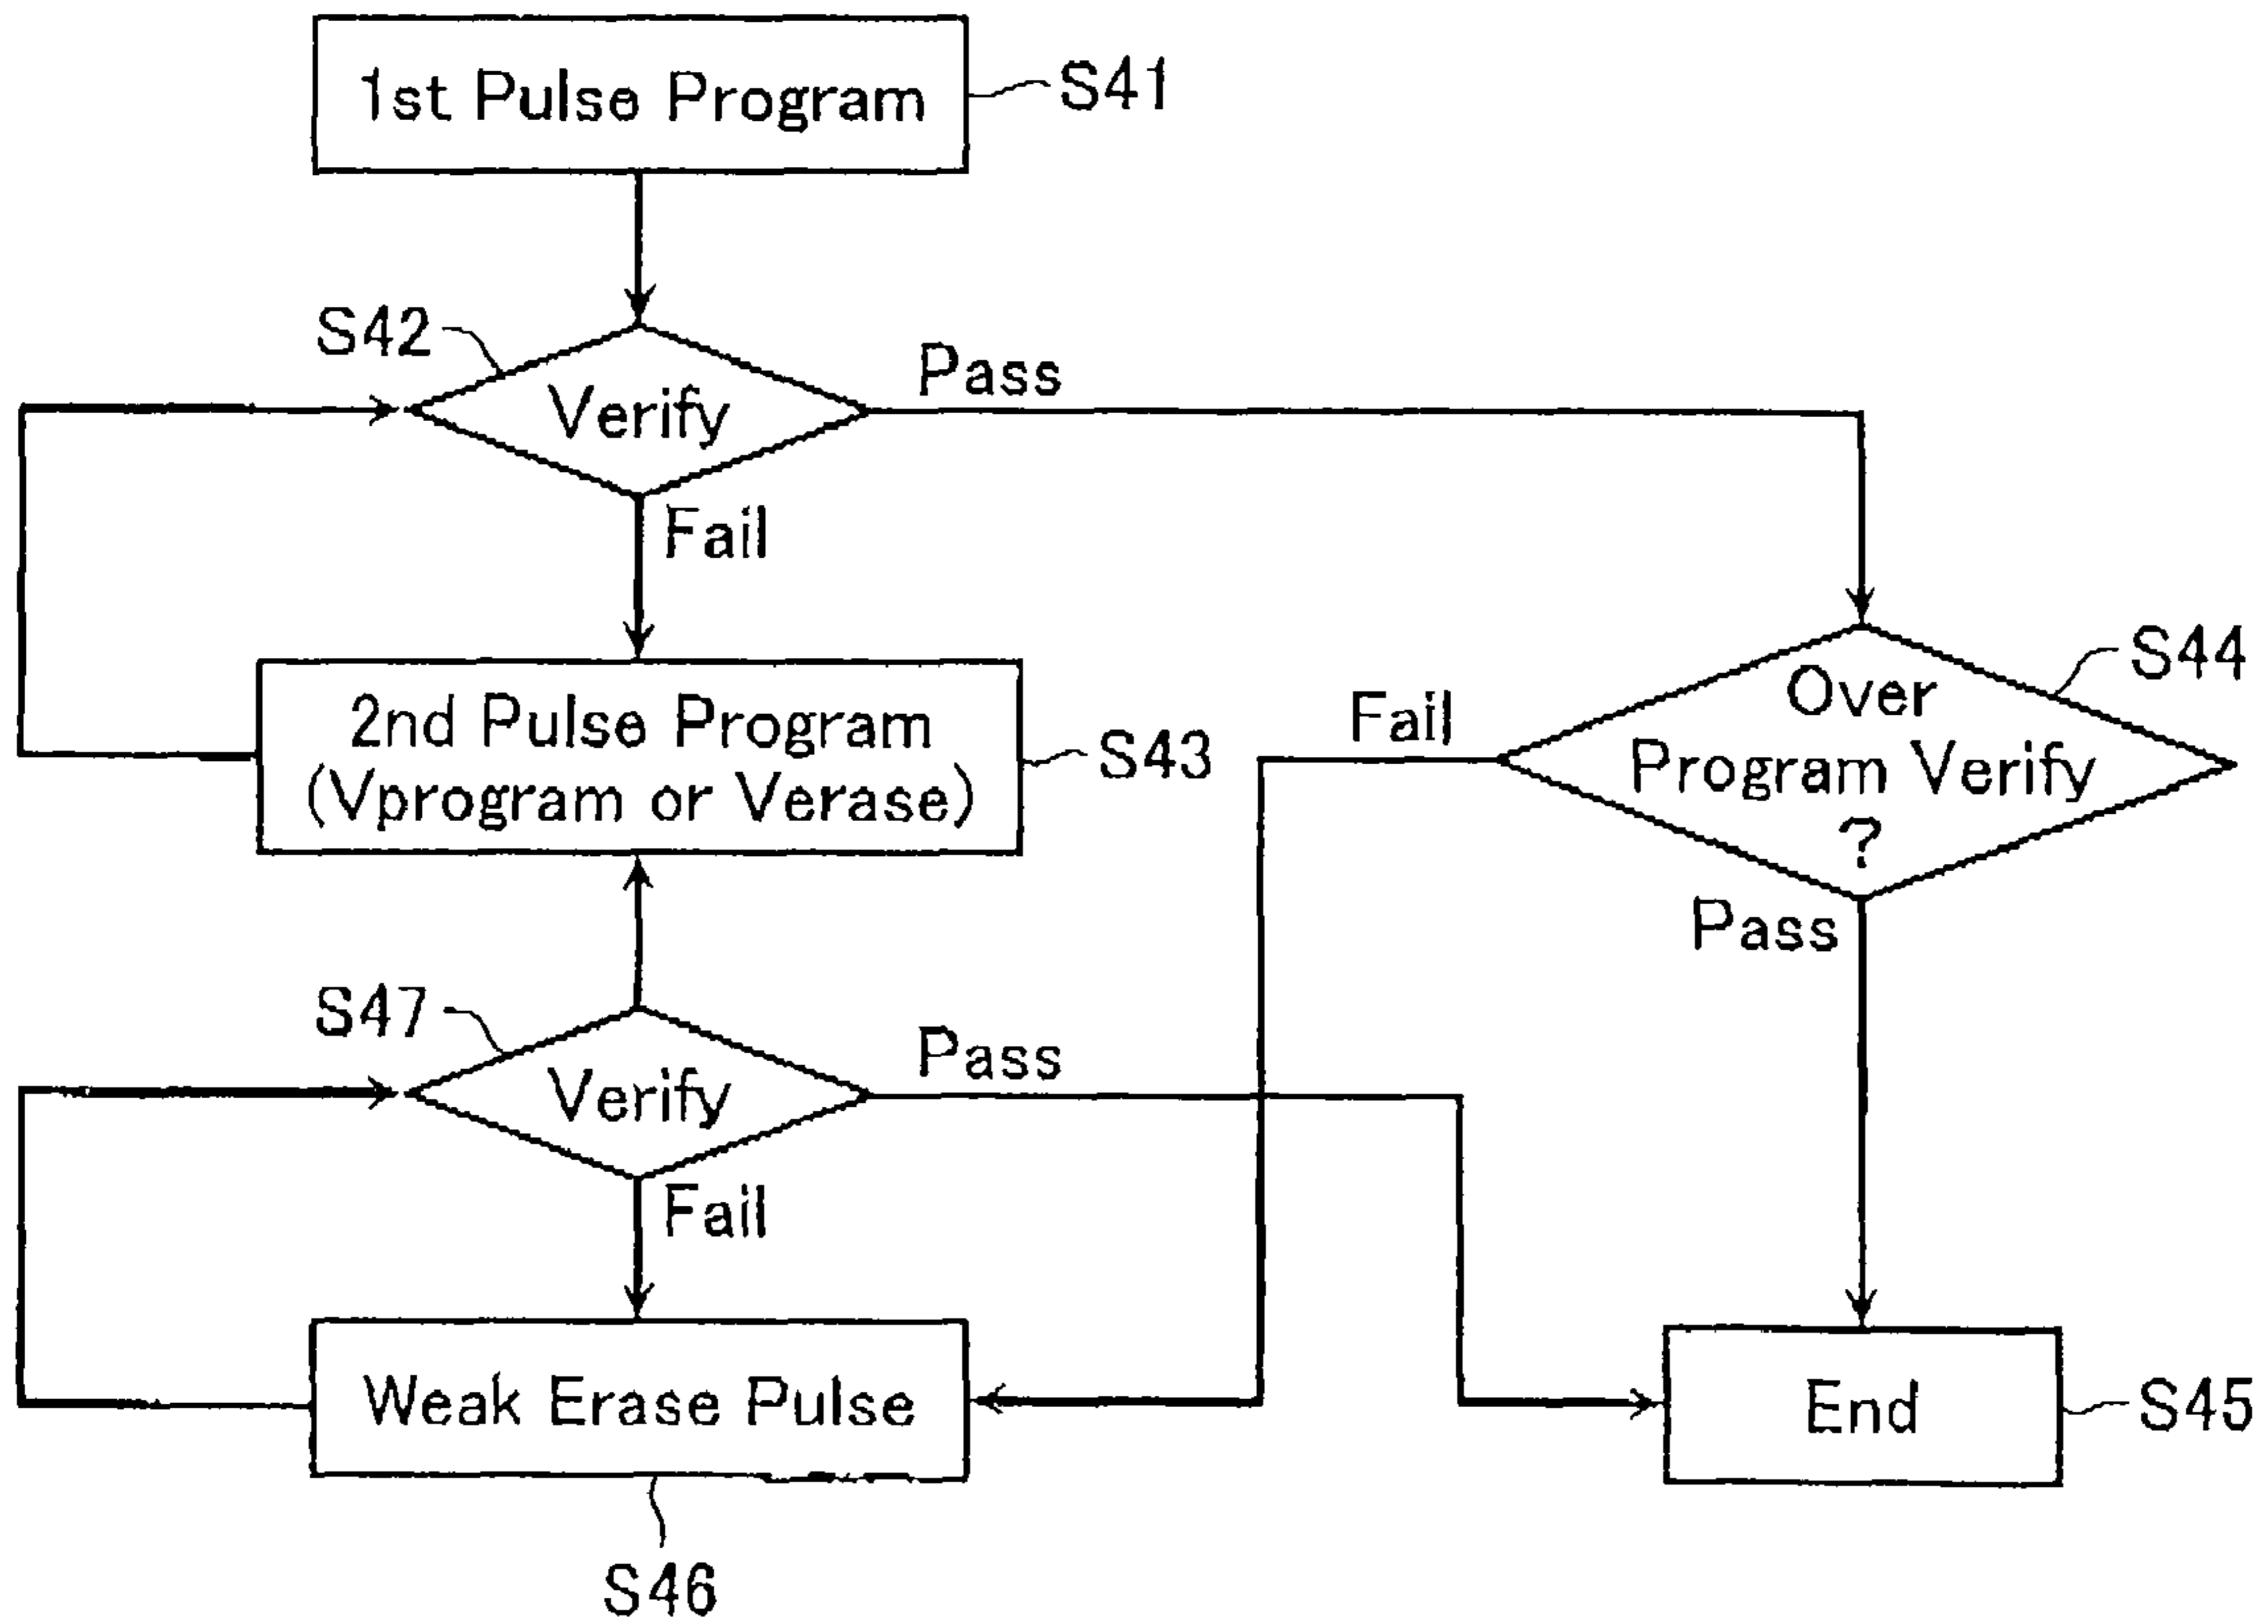 1st Pulse Program
S41
S42
Verify
Pass
Fail
2nd Pulse Program
(Vprogram or Verase)
S43
S44
Over
Program Verify
?
Fail
Pass
S47
Verify
Pass
Fail
Weak Erase Pulse
S46
End
S45